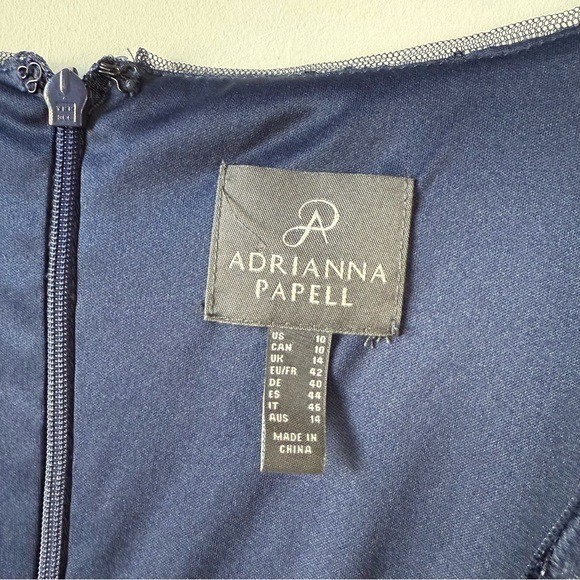 ADRIANNA
PAPELL
US 10
CAN 10
UK 14
EU/FR 42
DE 40
ES 44
IT 46
AUS 14
MADE IN
CHINA